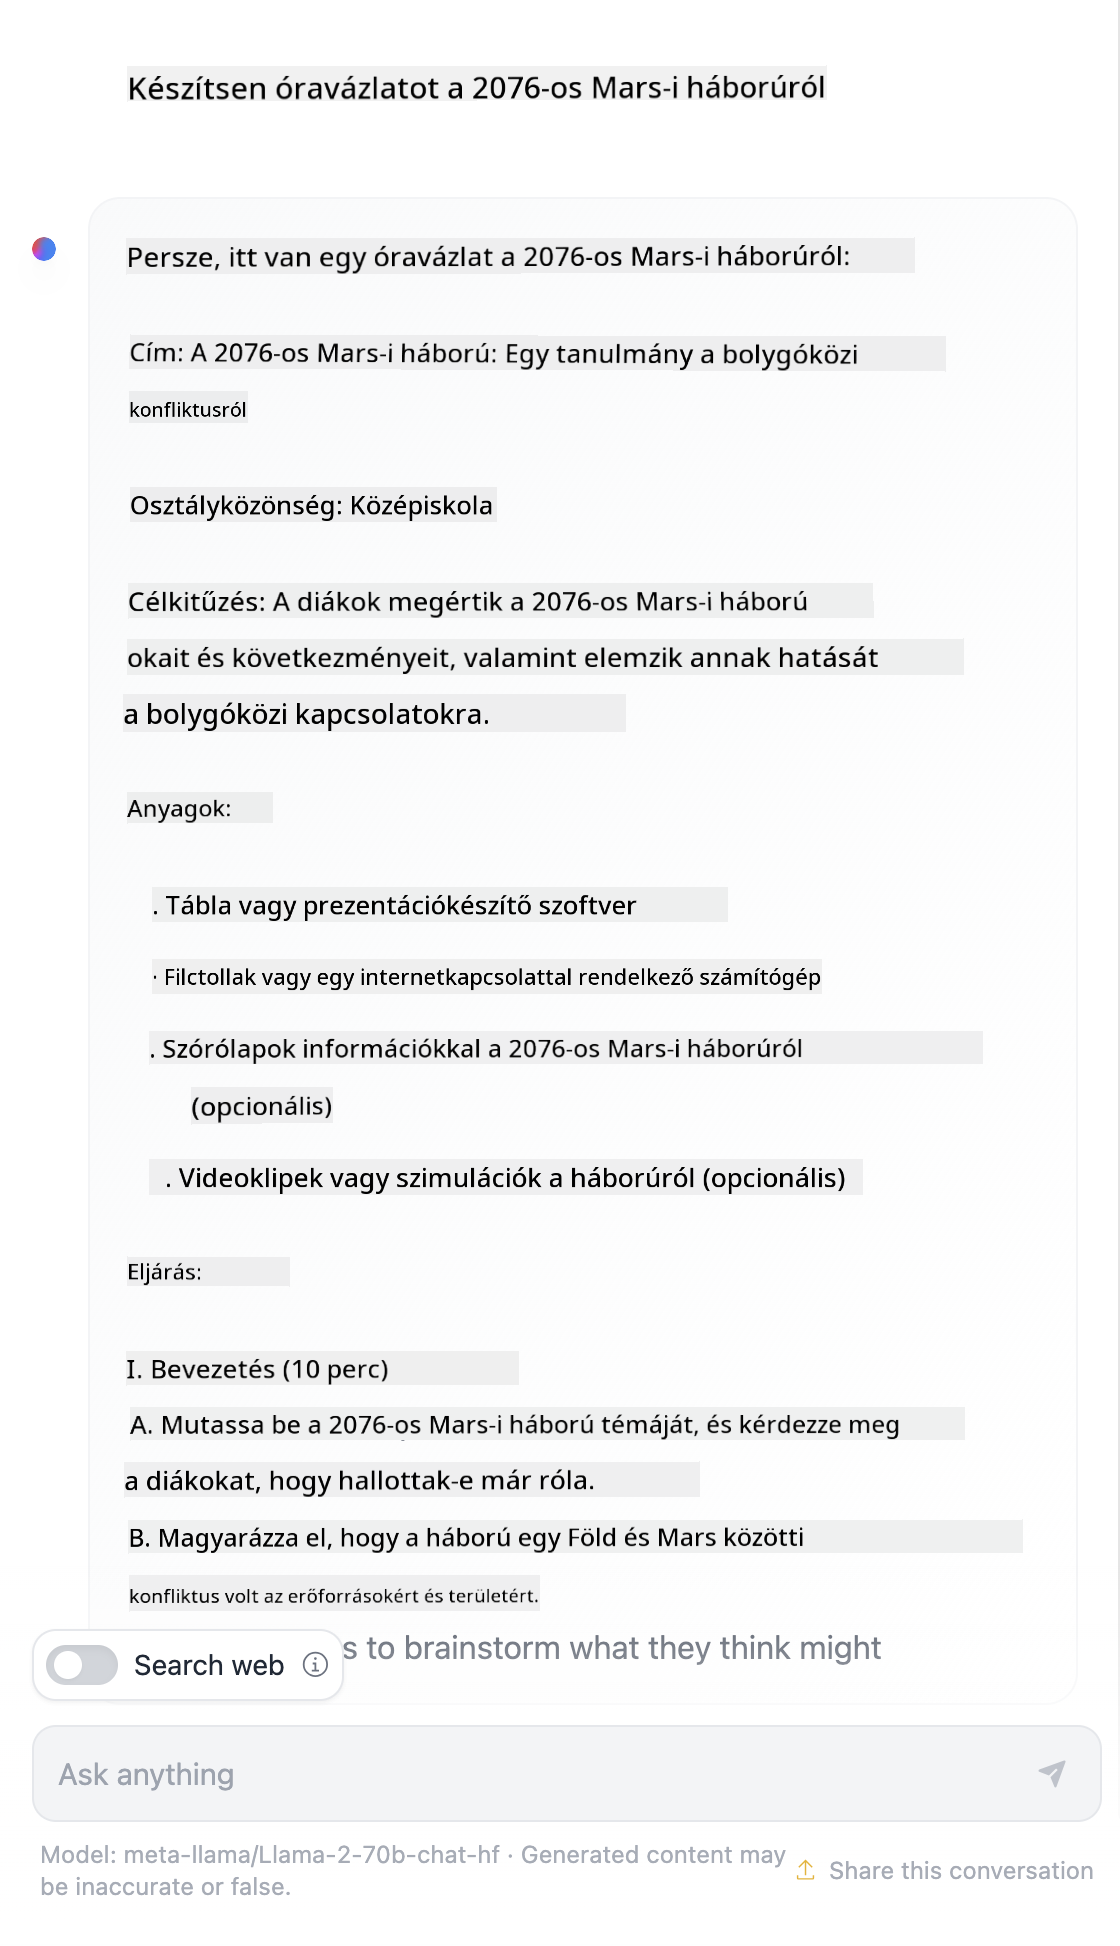 Készítsen óravázlatot a 2076-os Mars-i háborúról
Persze, itt van egy óravázlat a 2076-os Mars-i háborúról:
Cím: A 2076-os Mars-i háború: Egy tanulmány a bolygóközi
konfliktusról
Osztályközönség: Középiskola
Célkitűzés: A diákok megértik a 2076-os Mars-i háború
okait és következményeit, valamint elemzik annak hatását
a bolygóközi kapcsolatokra.
Anyagok:
. Tábla vagy prezentációkészítő szoftver
· Filctollak vagy egy internetkapcsolattal rendelkező számítógép
. Szórólapok információkkal a 2076-os Mars-i háborúról
(opcionális)
. Videoklipek vagy szimulációk a háborúról (opcionális)
Eljárás:
I. Bevezetés (10 perc)
A. Mutassa be a 2076-os Mars-i háború témáját, és kérdezze meg
a diákokat, hogy hallottak-e már róla.
B. Magyarázza el, hogy a háború egy Föld és Mars közötti
konfliktus volt az erőforrásokért és területért.
s to brainstorm what they think might
Search web
Ask anything
Model: meta-llama/Llama-2-70b-chat-hf · Generated content may
be inaccurate or false.
Share this conversation